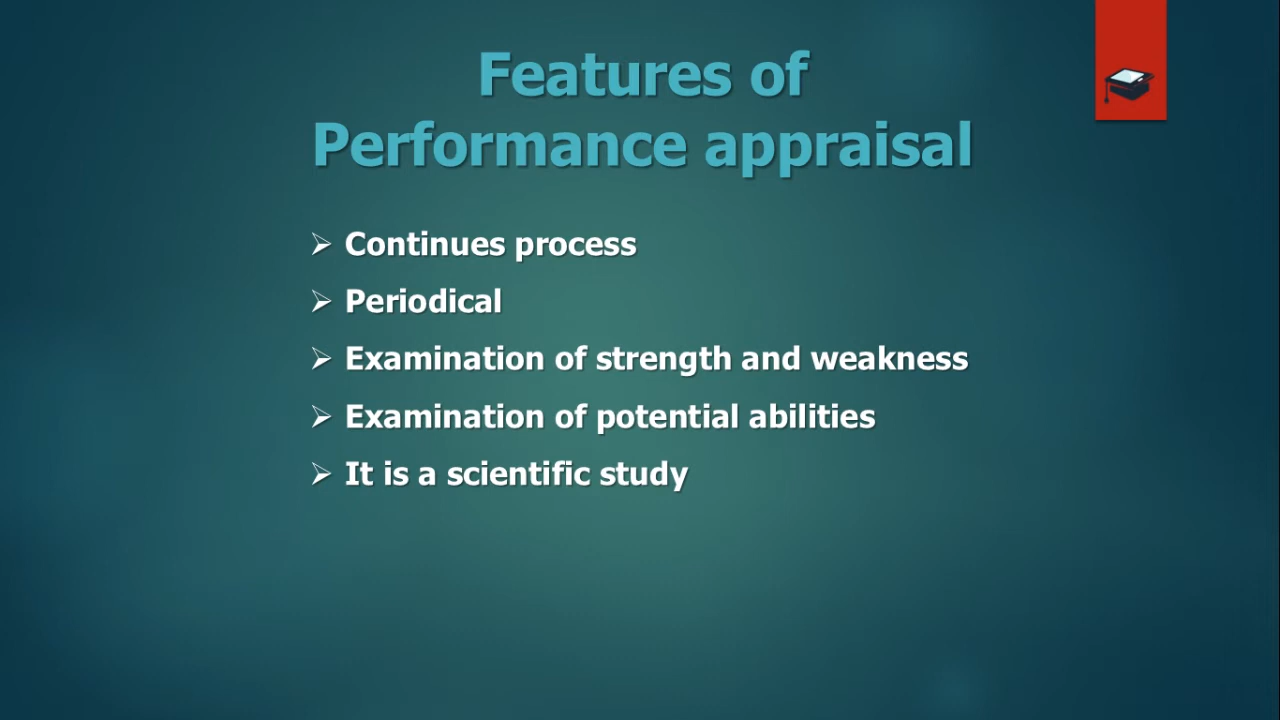 Features of
Performance appraisal
➢ Continues process
➢ Periodical
➢ Examination of strength and weakness
➢ Examination of potential abilities
➢ It is a scientific study